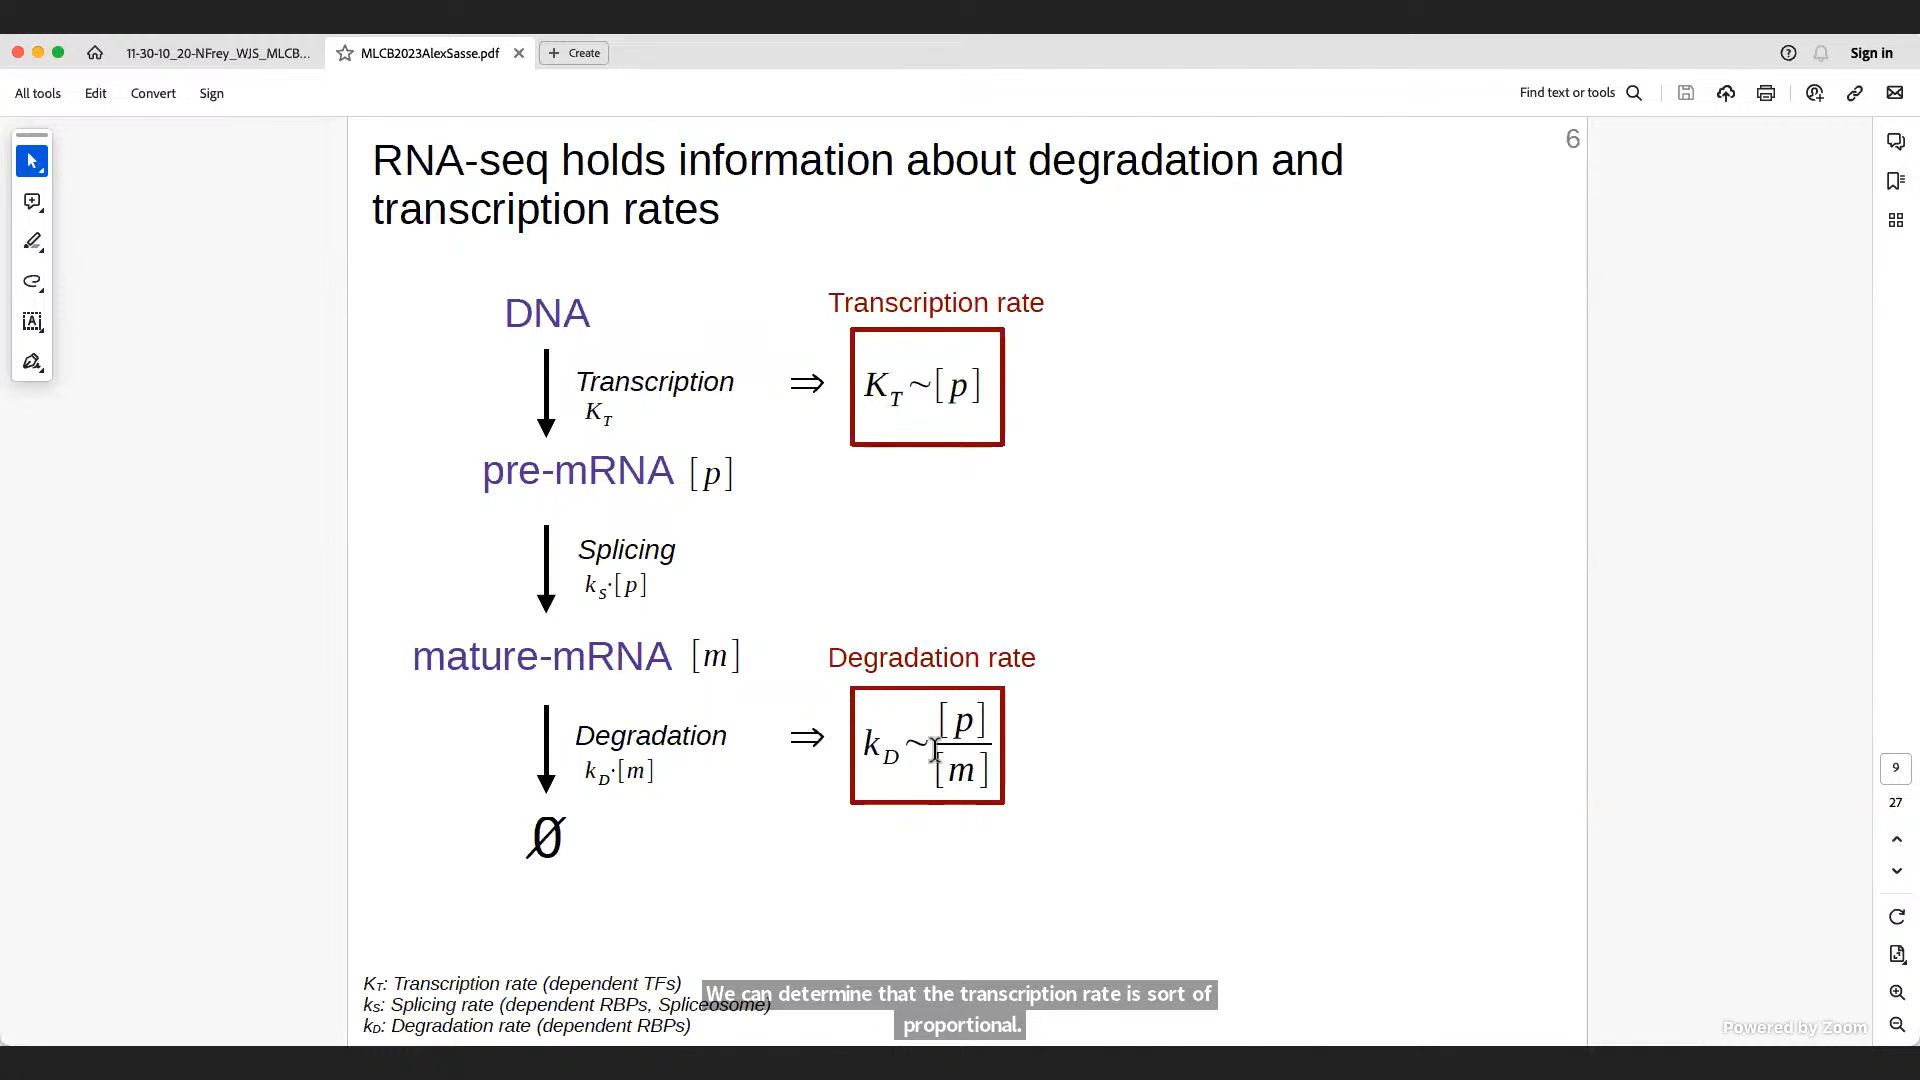 11-30-10_20-NFrey_WJS_MLCB...
MLCB2023AlexSasse.pdf
Create
Sign in
All tools
Edit
Convert
Sign
Find text or tools
6
RNA-seq holds information about degradation and
transcription rates
DNA
Transcription rate
Transcription
K_T
⇒
K_T ~ [p]
pre-mRNA [p]
Splicing
k_S·[p]
mature-mRNA [m]
Degradation rate
Degradation
k_D·[m]
⇒
k_D ~ [p]
[m]
Ø
K_T: Transcription rate (dependent TFs)
k_S: Splicing rate (dependent RBPs, Spliceosome)
k_D: Degradation rate (dependent RBPs)
We can determine that the transcription rate is sort of
proportional.
9
27
Powered by Zoom